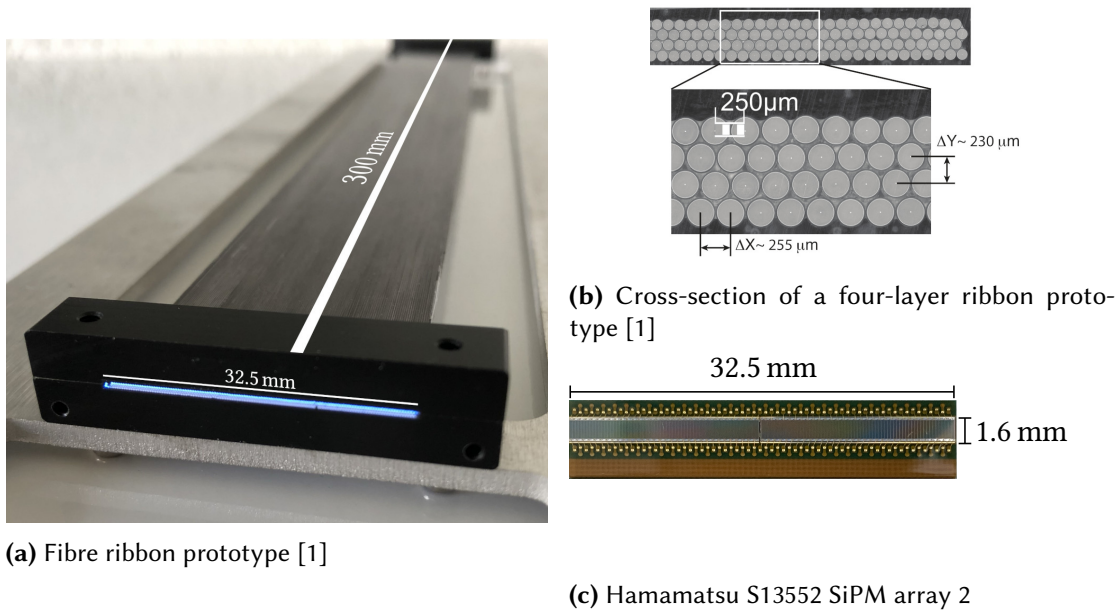 300 mm
32.5 mm
(a) Fibre ribbon prototype [1]
250µm
ΔY~ 230 µm
ΔX~ 255 µm
(b) Cross-section of a four-layer ribbon proto-
type [1]
32.5 mm
1.6 mm
(c) Hamamatsu S13552 SiPM array 2